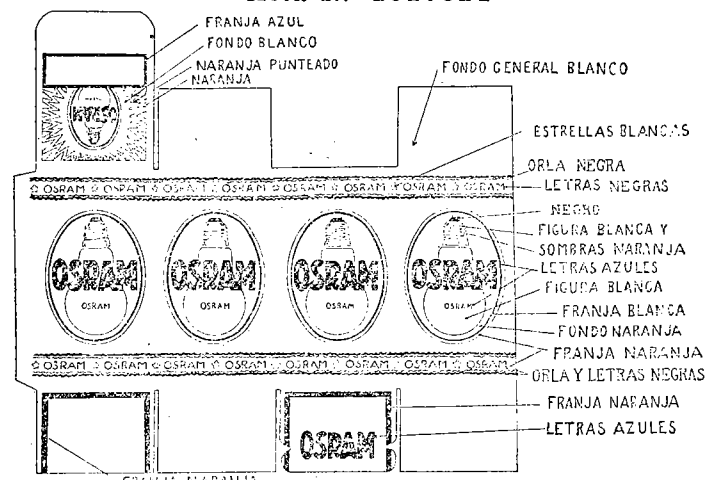 FRANJA AZUL
FONDO BLANCO
NARANJA PUNTEADO
NARANJA
FONDO GENERAL BLANCO
OSRAM
ESTRELLAS BLANCAS
ORLA NEGRA
LETRAS NEGRAS
OSRAM OSRAM OSRAM OSRAM OSRAM OSRAM OSRAM OSRAM
NEGRO
FIGURA BLANCA Y
SOMBRAS NARANJA
LETRAS AZULES
FIGURA BLANCA
OSRAM OSRAM OSRAM OSRAM
OSRAM OSRAM OSRAM OSRAM
FRANJA BLANCA
FONDO NARANJA
FRANJA NARANJA
ORLA Y LETRAS NEGRAS
OSRAM OSRAM OSRAM OSRAM OSRAM OSRAM OSRAM OSRAM
FRANJA NARANJA
LETRAS AZULES
OSRAM
FRANJA NARANJA